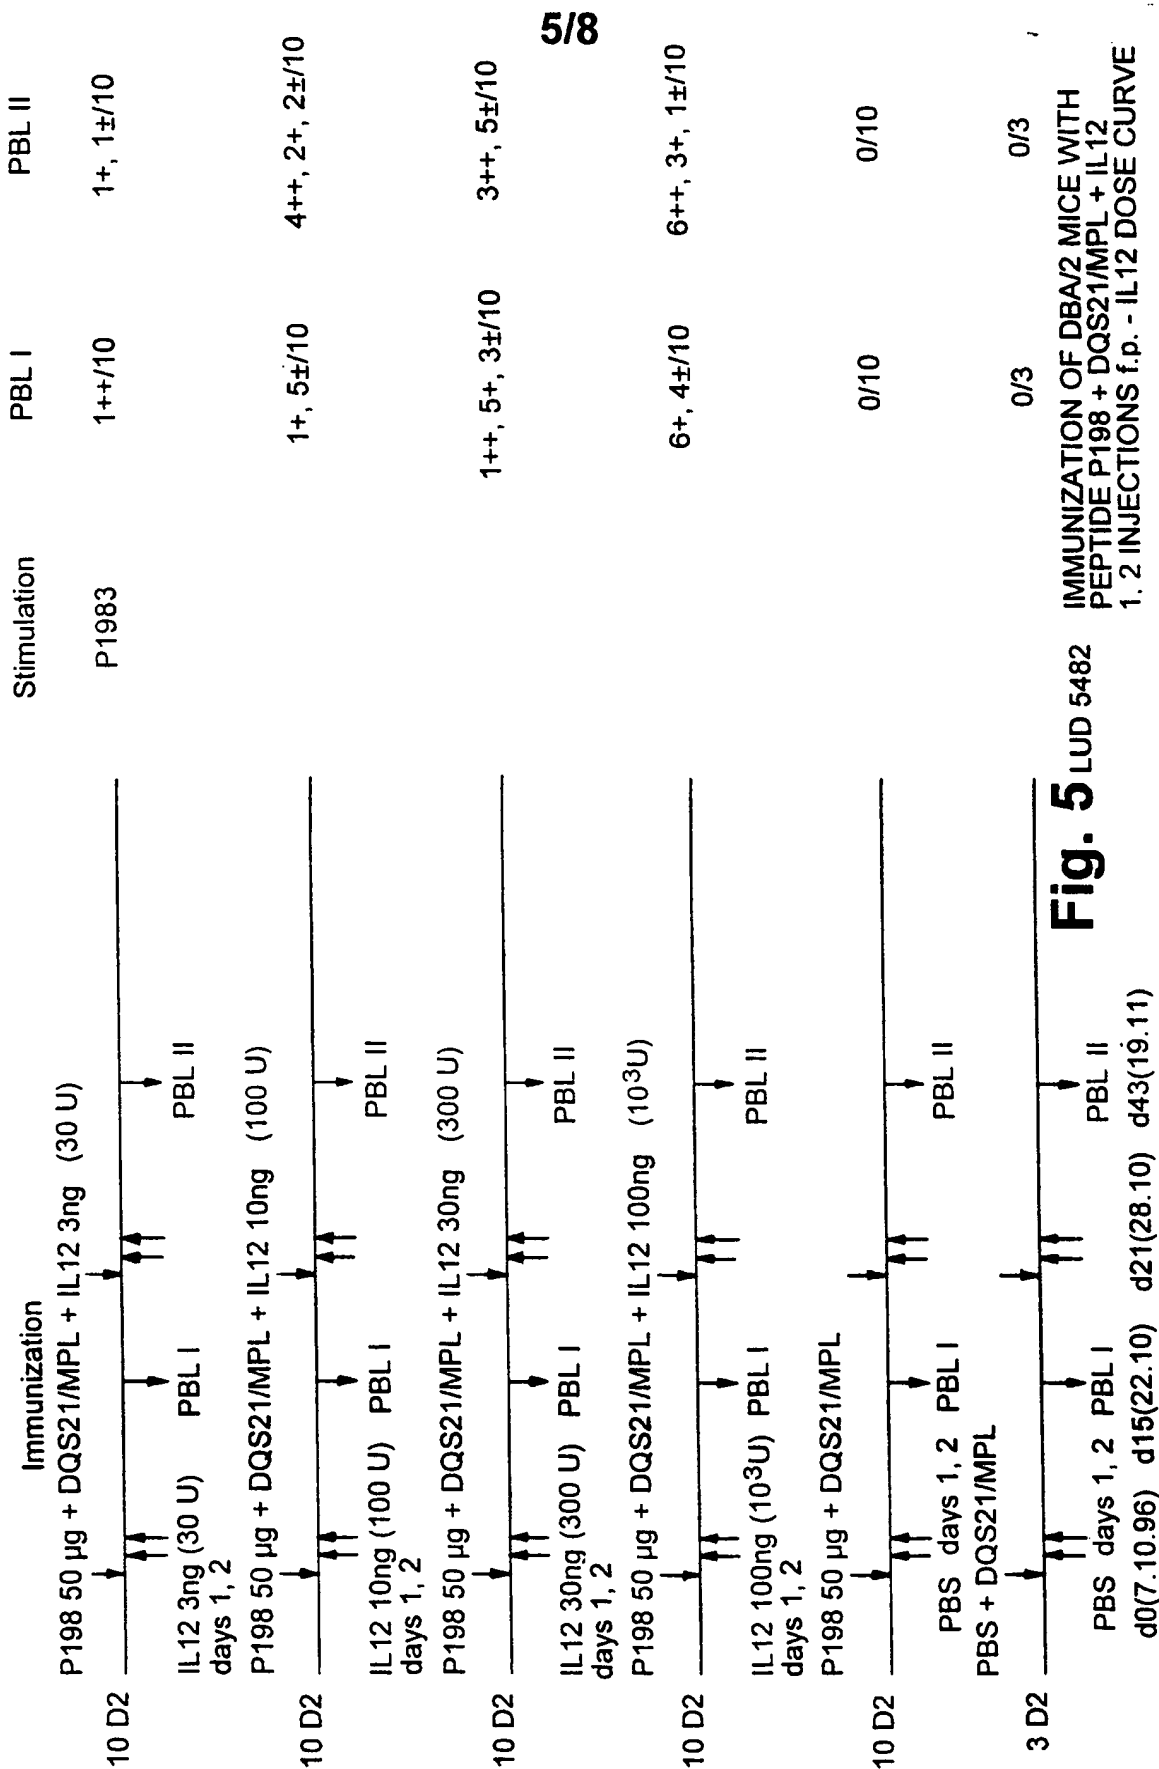 5/8
Immunization
Stimulation
PBL I
PBL II
P198 50 µg + DQS21/MPL + IL12 3ng (30 U)
10 D2
P1983
1++/10
1+, 1±/10
IL12 3ng (30 U) PBL I
PBL II
days 1, 2
P198 50 µg + DQS21/MPL + IL12 10ng (100 U)
10 D2
1+, 5±/10
4++, 2+, 2±/10
IL12 10ng (100 U) PBL I
PBL II
days 1, 2
P198 50 µg + DQS21/MPL + IL12 30ng (300 U)
10 D2
1++, 5+, 3±/10
3++, 5±/10
IL12 30ng (300 U) PBL I
PBL II
days 1, 2
P198 50 µg + DQS21/MPL + IL12 100ng (10³U)
10 D2
6+, 4±/10
6++, 3+, 1±/10
IL12 100ng (10³U) PBL I
PBL II
days 1, 2
P198 50 µg + DQS21/MPL
10 D2
0/10
0/10
PBS days 1, 2 PBL I
PBL II
PBS + DQS21/MPL
3 D2
0/3
0/3
PBS days 1, 2 PBL I
PBL II
d0(7.10.96) d15(22.10) d21(28.10) d43(19.11)
Fig. 5 LUD 5482
IMMUNIZATION OF DBA/2 MICE WITH
PEPTIDE P198 + DQS21/MPL + IL12
1, 2 INJECTIONS f.p. - IL12 DOSE CURVE